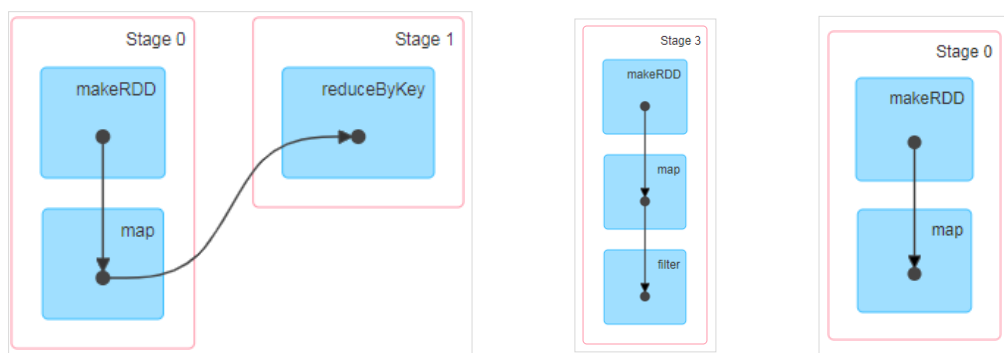 Stage 0
makeRDD
map
Stage 1
reduceByKey
Stage 3
makeRDD
map
filter
Stage 0
makeRDD
map